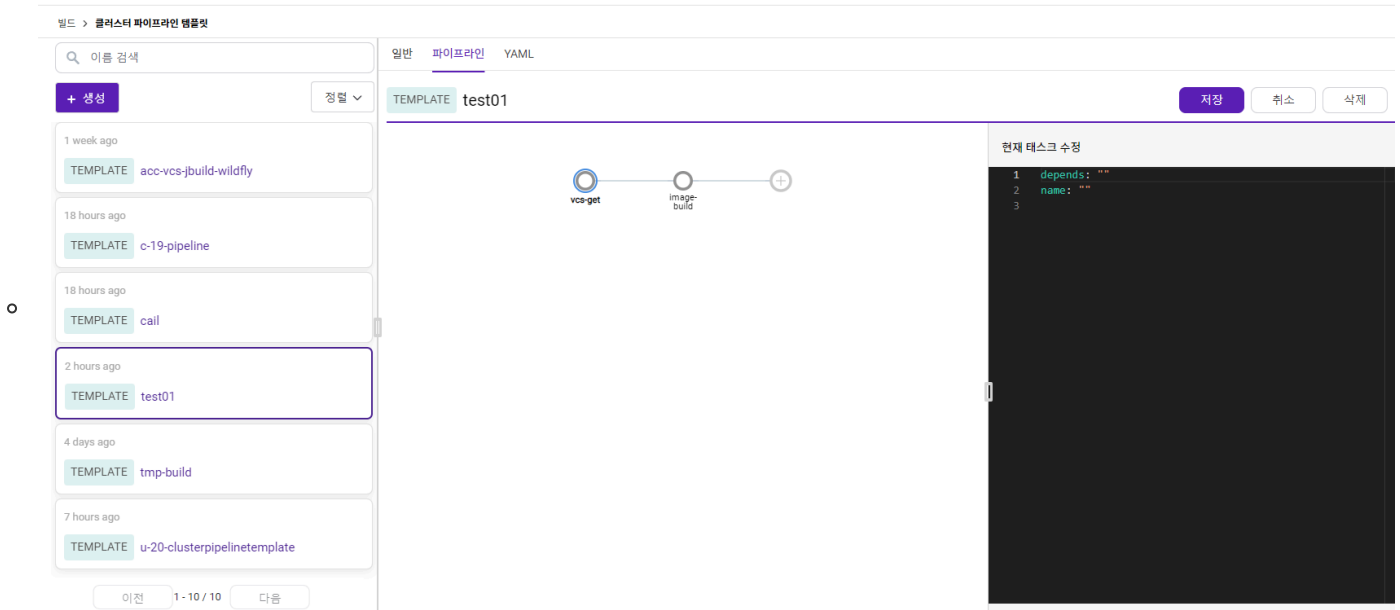 빌드 > 클러스터 파이프라인 템플릿
이름 검색
+ 생성
정렬
1 week ago
TEMPLATE acc-vcs-jbuild-wildfly
18 hours ago
TEMPLATE c-19-pipeline
18 hours ago
TEMPLATE cail
2 hours ago
TEMPLATE test01
4 days ago
TEMPLATE tmp-build
7 hours ago
TEMPLATE u-20-clusterpipelinetemplate
이전 1 - 10 / 10 다음
일반 파이프라인 YAML
TEMPLATE test01
저장 취소 삭제
vcs-get
image-
build
현재 태스크 수정
1 depends: ""
2 name: ""
3